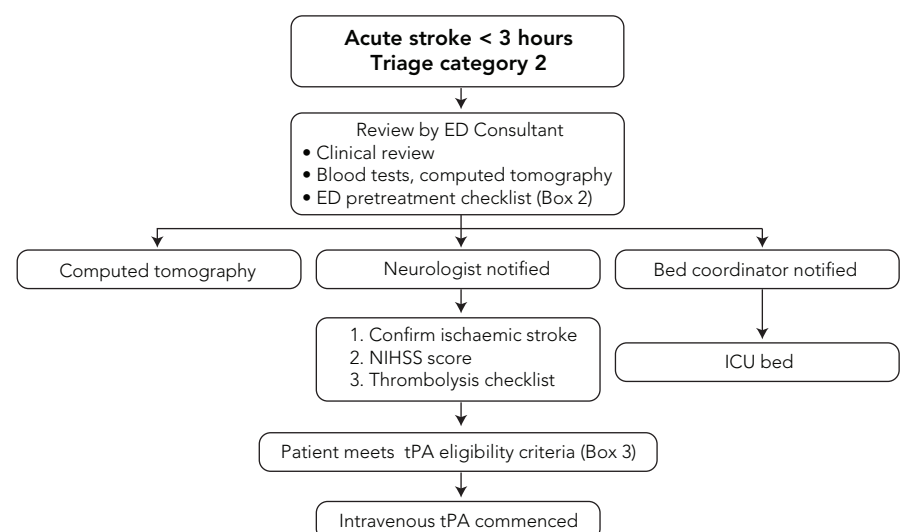 Acute stroke < 3 hours
Triage category 2
Review by ED Consultant
• Clinical review
• Blood tests, computed tomography
• ED pretreatment checklist (Box 2)
Computed tomography
Neurologist notified
Bed coordinator notified
1. Confirm ischaemic stroke
2. NIHSS score
3. Thrombolysis checklist
ICU bed
Patient meets tPA eligibility criteria (Box 3)
Intravenous tPA commenced